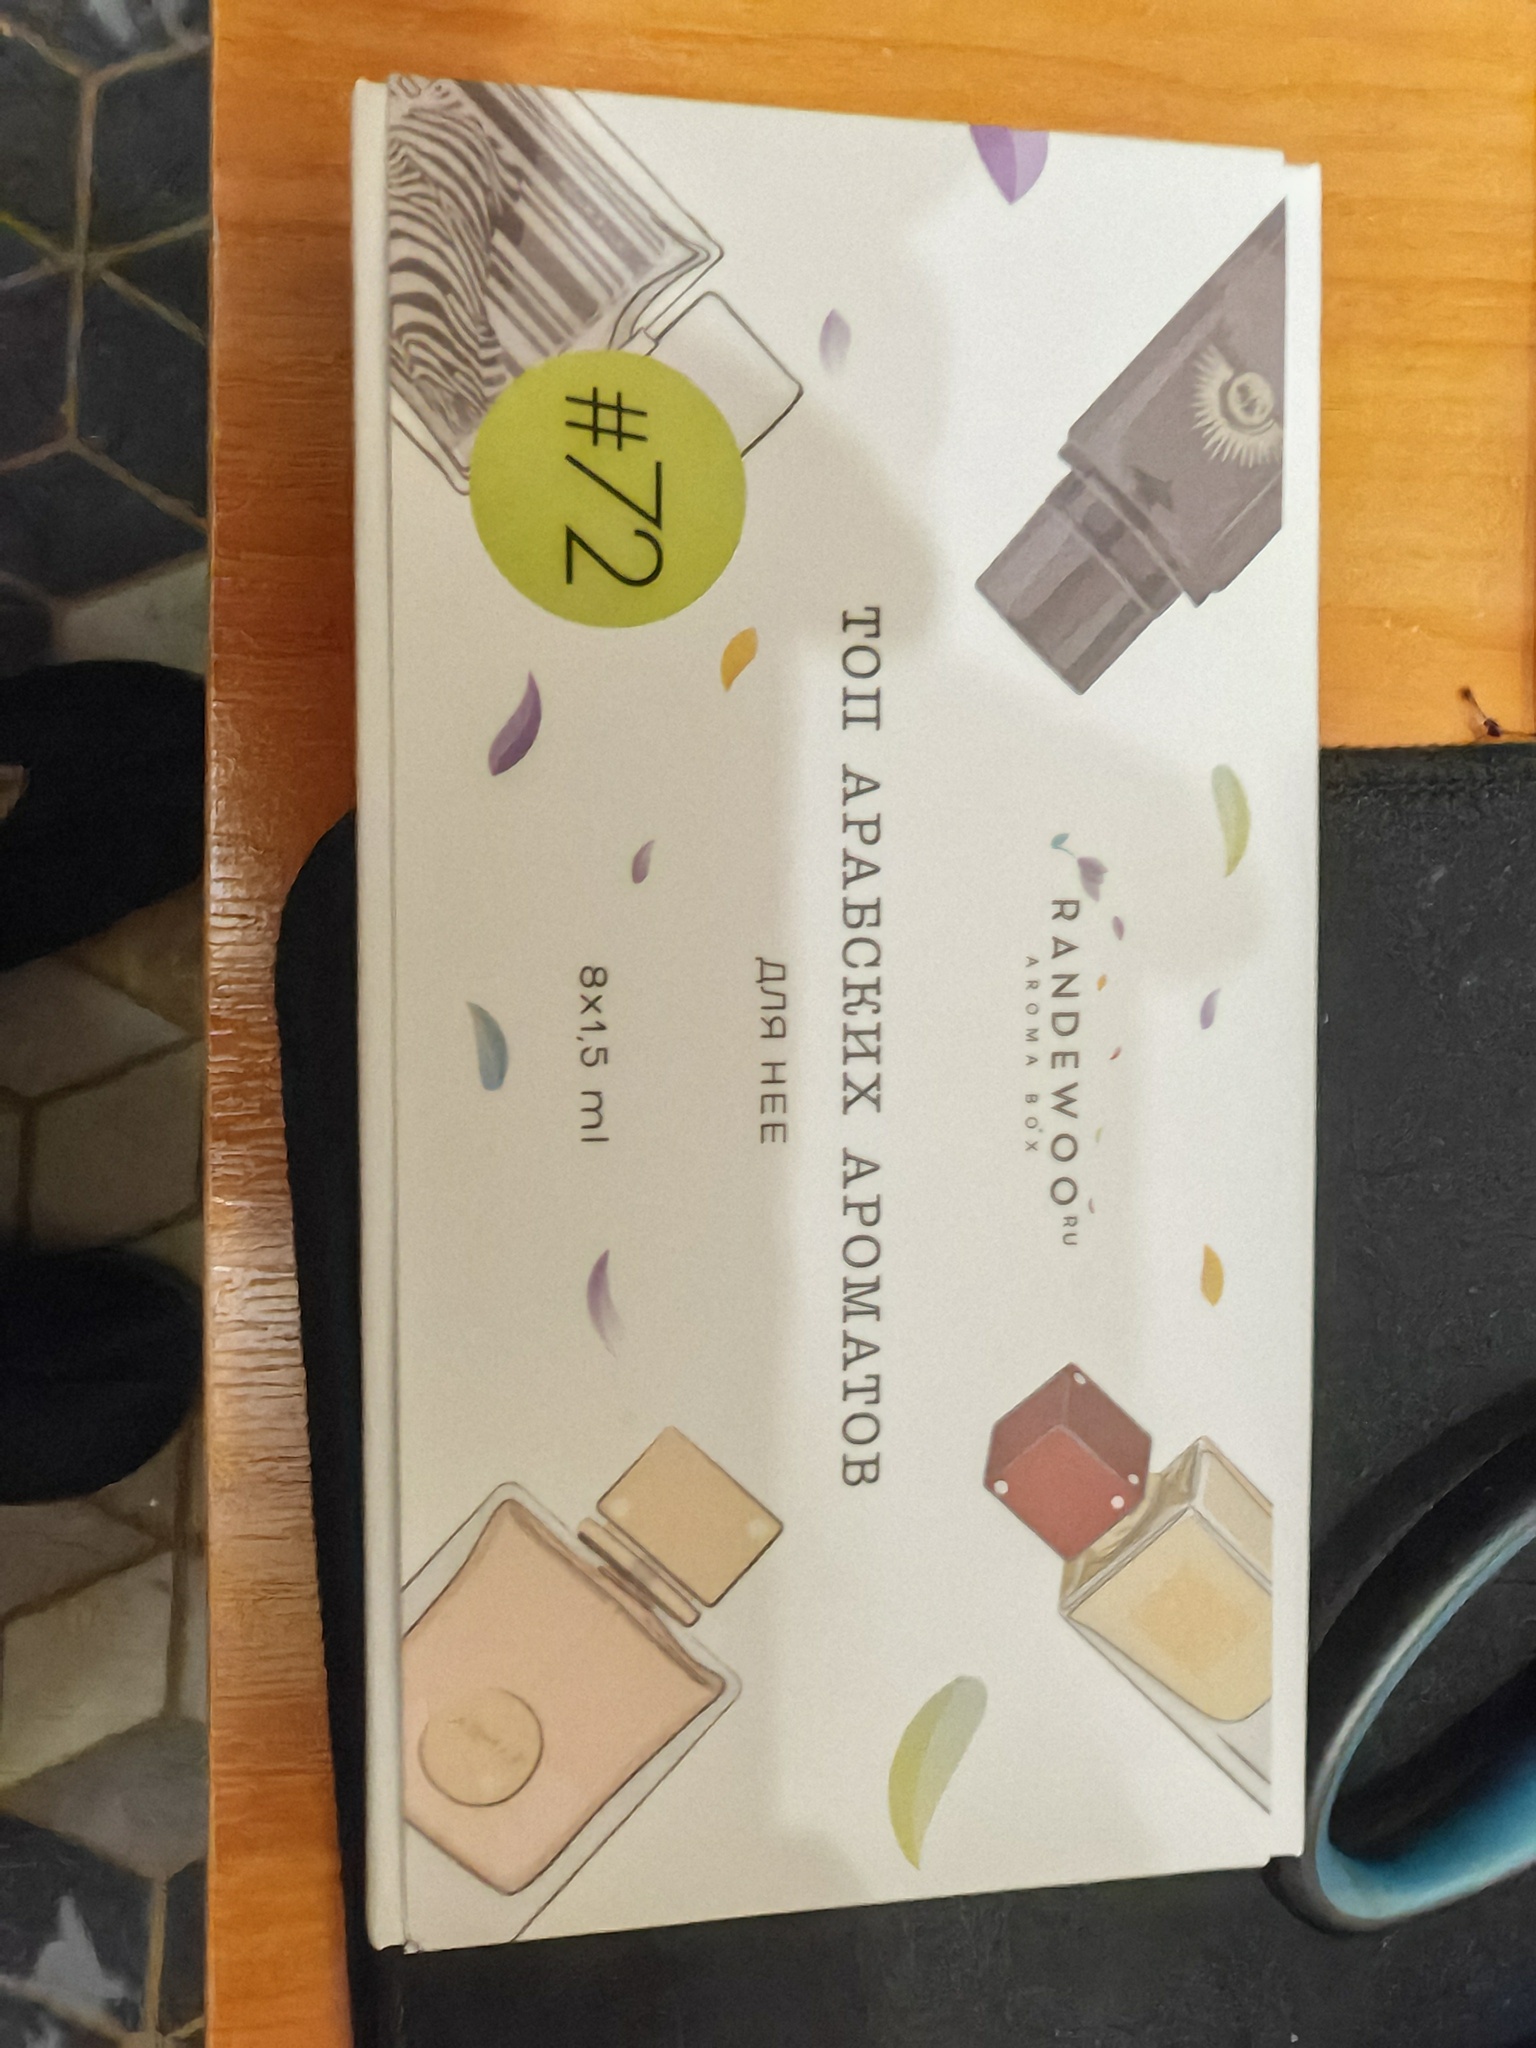 RANDEWOO RU
AROMA BOX
ТОП АРАБСКИХ АРОМАТОВ
ДЛЯ НЕЕ
8x1,5 ml
#72